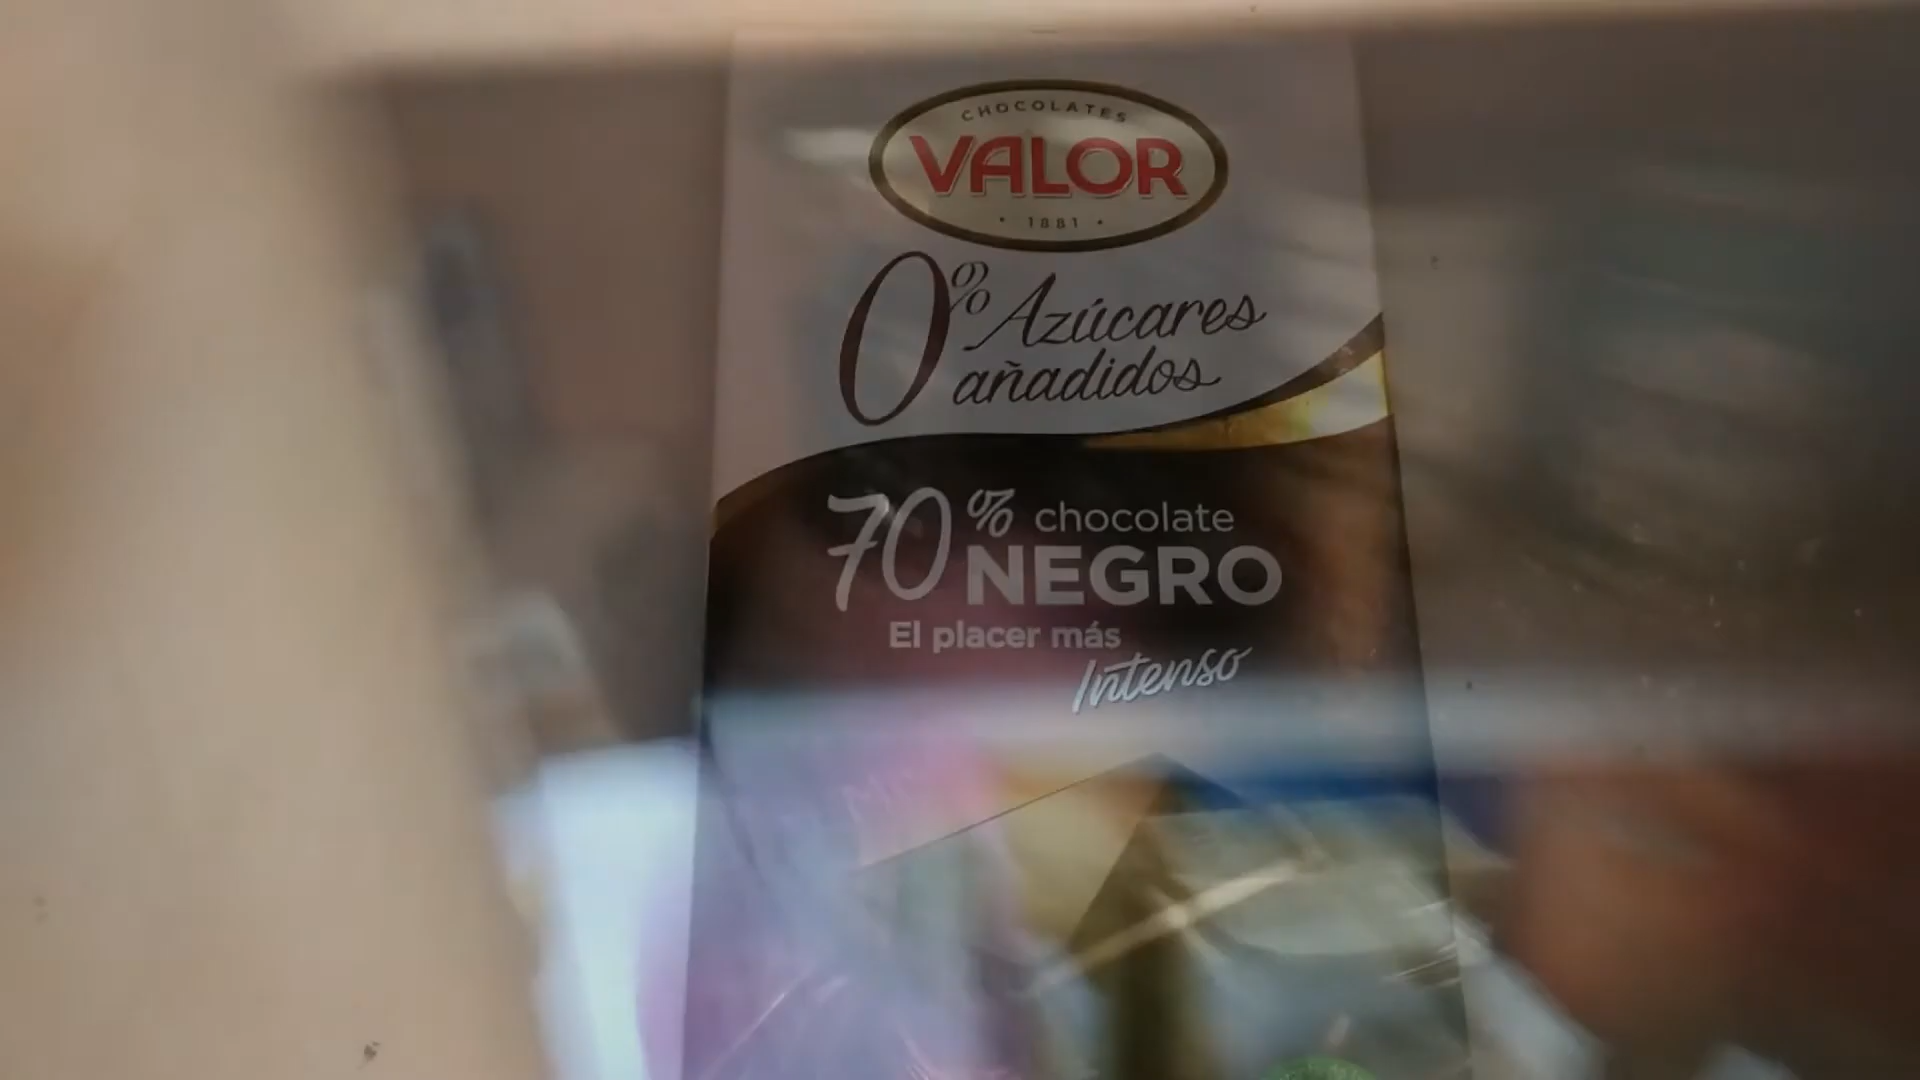 CHOCOLATES
VALOR
• 1881 •
0% Azúcares
añadidos
70% chocolate
NEGRO
El placer más
Intenso